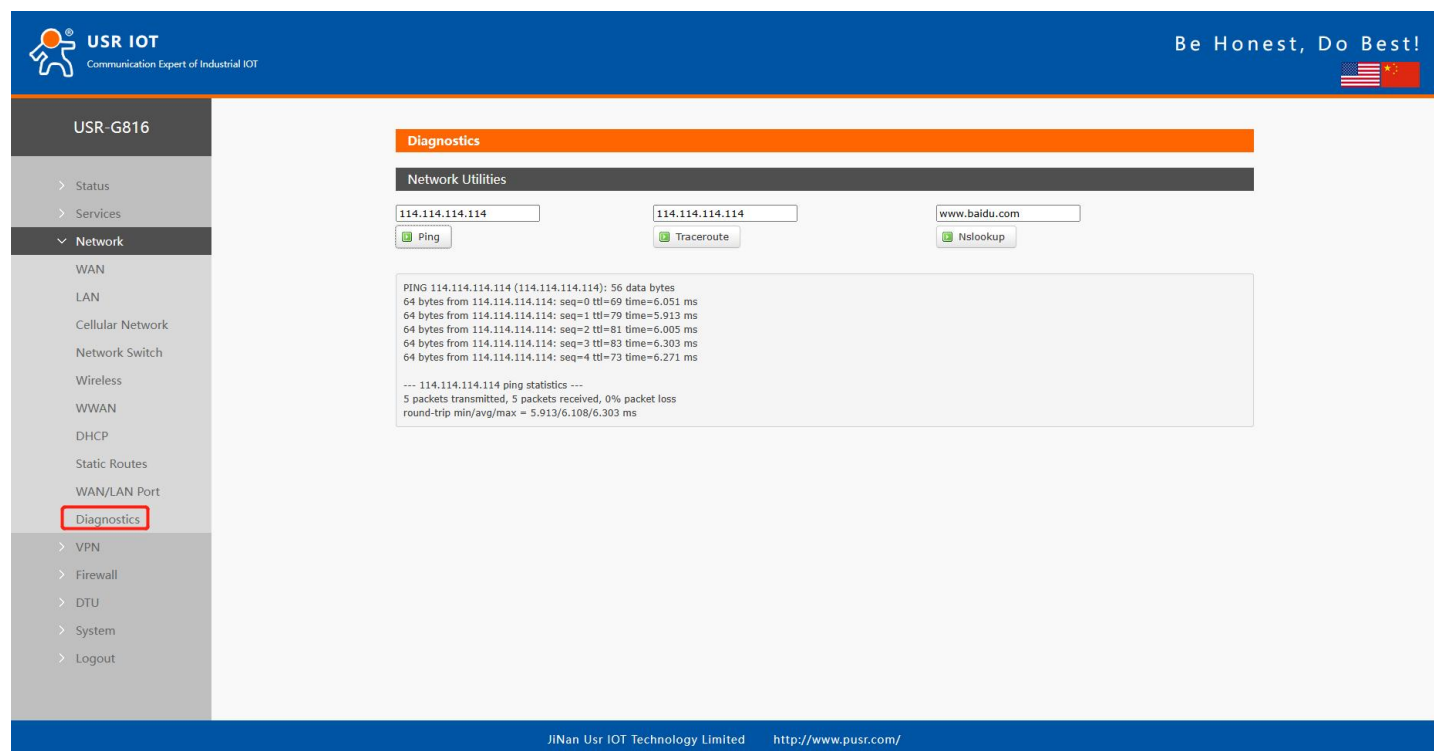 USR IOT
Communication Expert of Industrial IOT
Be Honest, Do Best!
USR-G816
Status
Services
Network
WAN
LAN
Cellular Network
Network Switch
Wireless
WWAN
DHCP
Static Routes
WAN/LAN Port
Diagnostics
VPN
Firewall
DTU
System
Logout
Diagnostics
Network Utilities
114.114.114.114 114.114.114.114 www.baidu.com
Ping Traceroute Nslookup
PING 114.114.114.114 (114.114.114.114): 56 data bytes
64 bytes from 114.114.114.114: seq=0 ttl=69 time=6.051 ms
64 bytes from 114.114.114.114: seq=1 ttl=79 time=5.913 ms
64 bytes from 114.114.114.114: seq=2 ttl=81 time=6.005 ms
64 bytes from 114.114.114.114: seq=3 ttl=83 time=6.303 ms
64 bytes from 114.114.114.114: seq=4 ttl=73 time=6.271 ms
--- 114.114.114.114 ping statistics ---
5 packets transmitted, 5 packets received, 0% packet loss
round-trip min/avg/max = 5.913/6.108/6.303 ms
JiNan Usr IOT Technology Limited http://www.pusr.com/